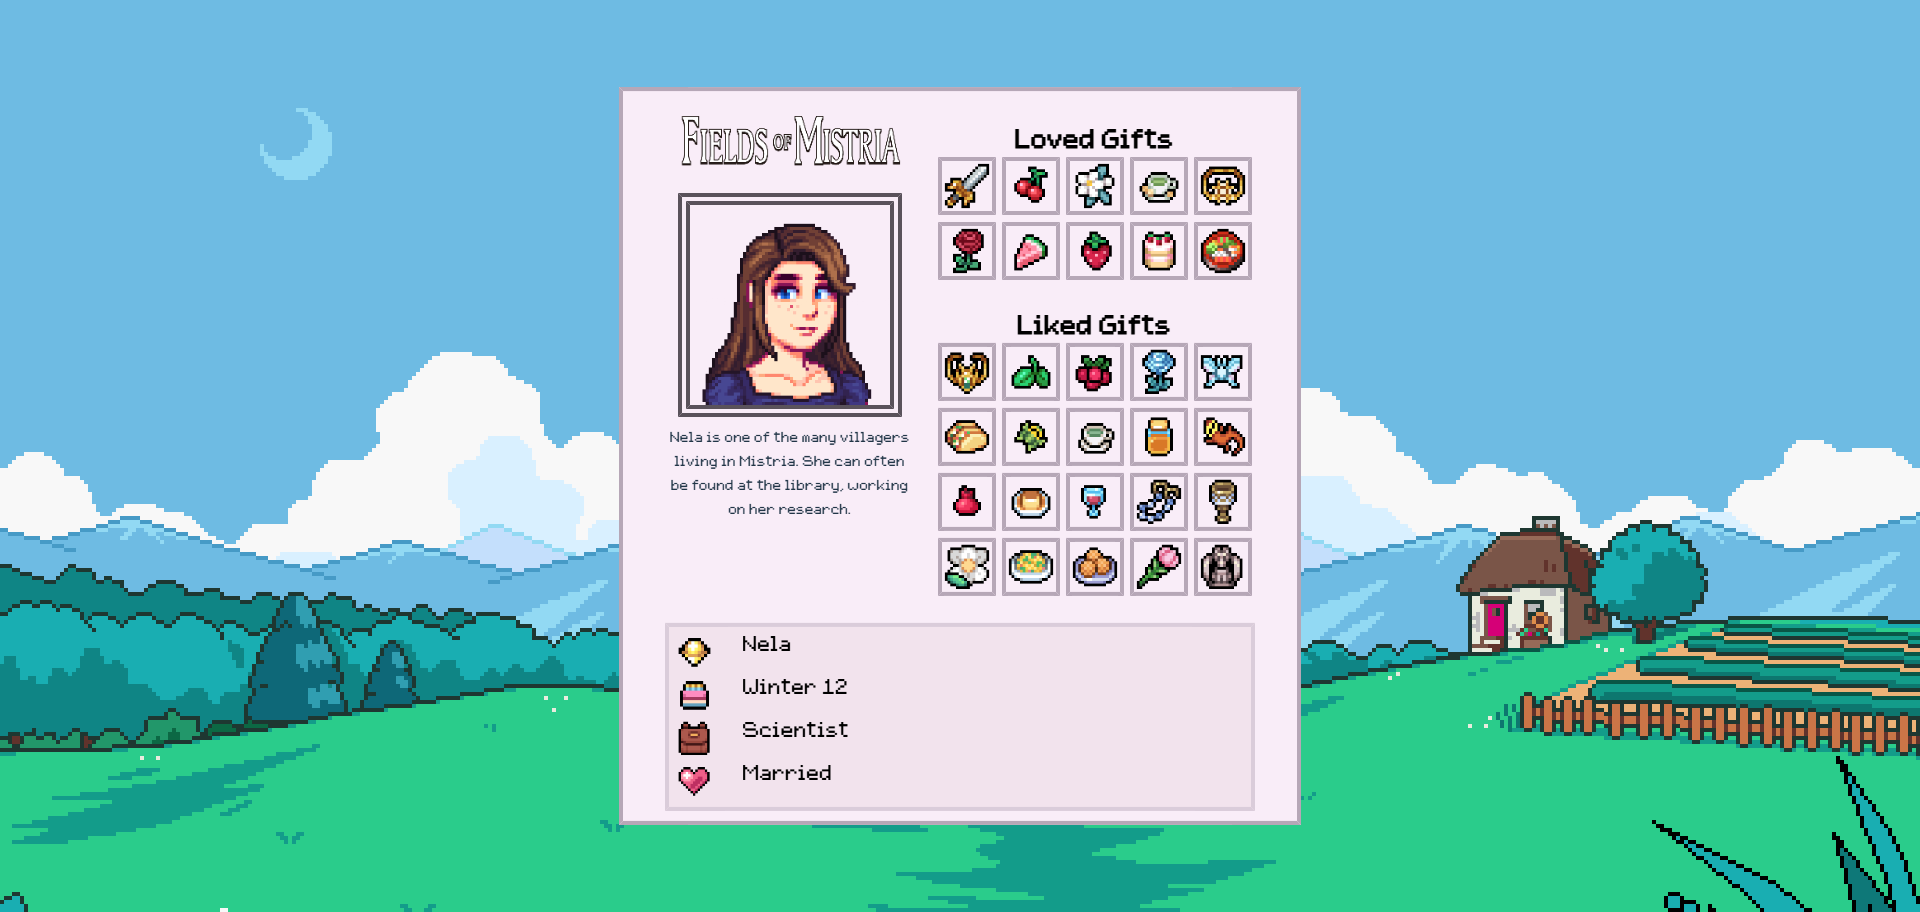 Fields of Mistria
Loved Gifts
Liked Gifts
Nela is one of the many villagers
living in Mistria. She can often
be found at the library, working
on her research.
Nela
Winter 12
Scientist
Married